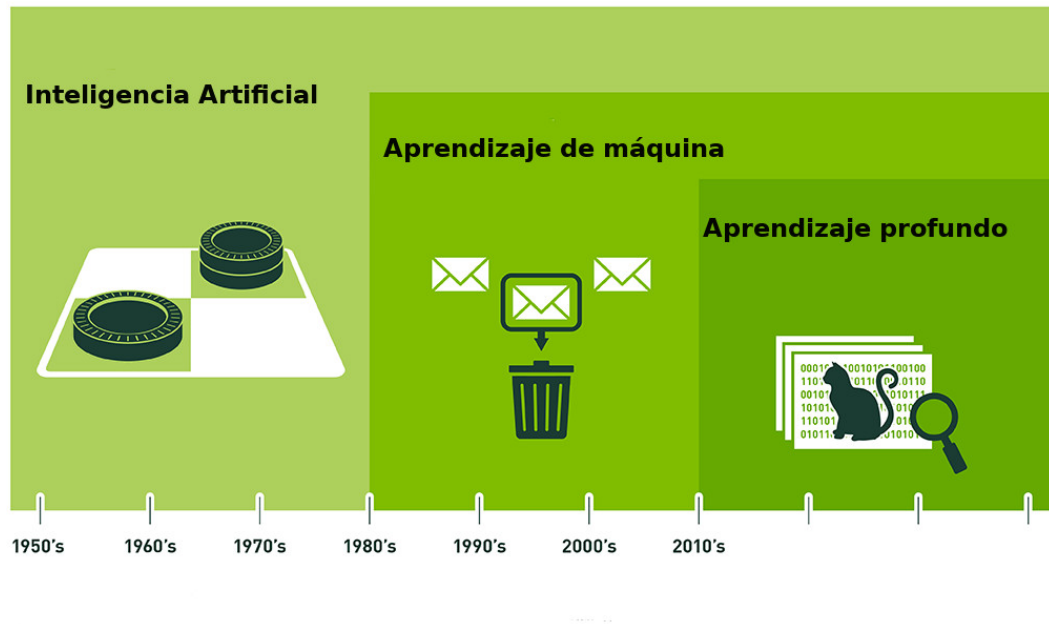 Inteligencia Artificial
Aprendizaje de máquina
Aprendizaje profundo
1950's 1960's 1970's 1980's 1990's 2000's 2010's